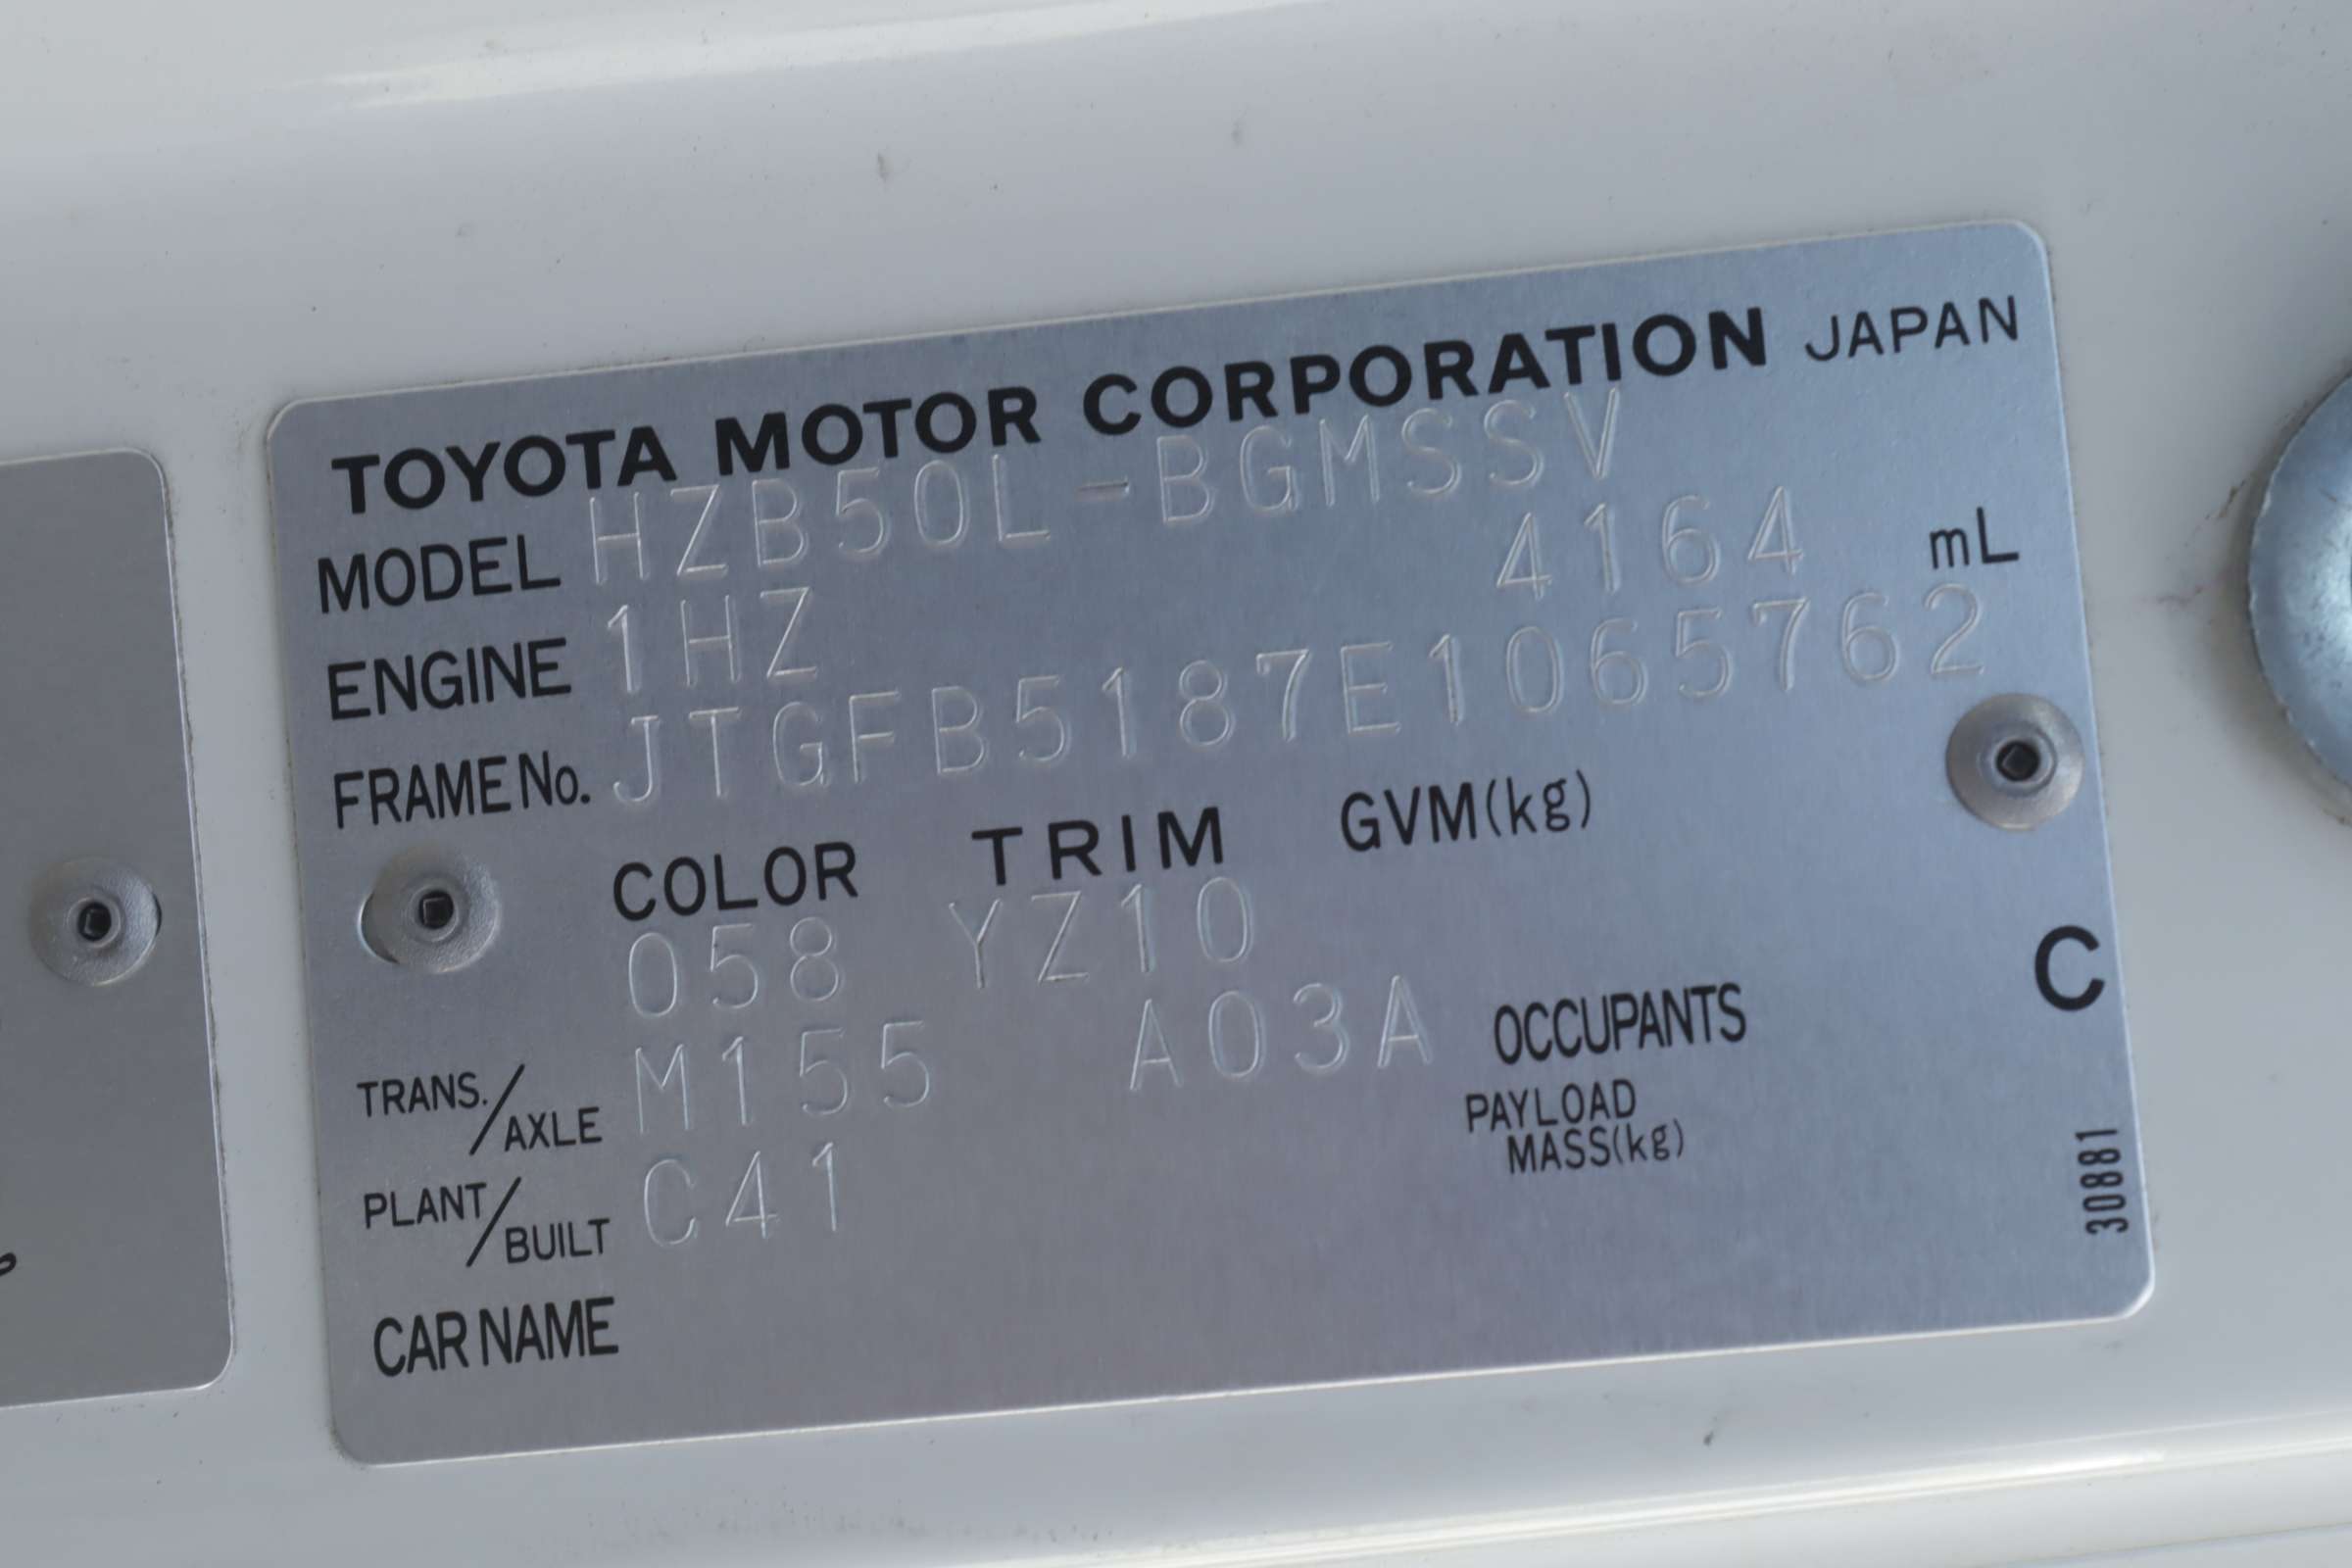 TOYOTA MOTOR CORPORATION JAPAN
MODEL HZB50L-BGMSSV
ENGINE 1HZ 4164 mL
FRAME No. JTGFB5187E1065762
COLOR TRIM GVM(kg)
058 YZ10
C
TRANS./AXLE M155 A03A OCCUPANTS
PAYLOAD MASS(kg)
PLANT/BUILT C41
CAR NAME
30881